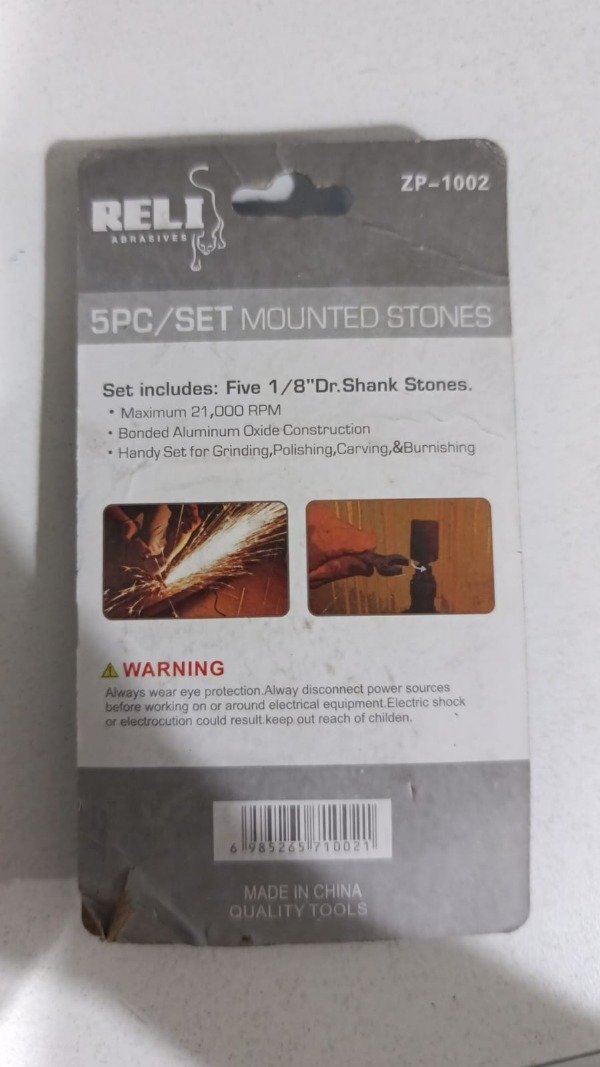 RELI
ABRASIVES
ZP-1002
5PC/SET MOUNTED STONES
Set includes: Five 1/8"Dr.Shank Stones.
• Maximum 21,000 RPM
• Bonded Aluminum Oxide Construction
• Handy Set for Grinding,Polishing,Carving,&Burnishing
WARNING
Always wear eye protection.Alway disconnect power sources
before working on or around electrical equipment.Electric shock
or electrocution could result.keep out reach of childen.
6 985265 710021
MADE IN CHINA
QUALITY TOOLS